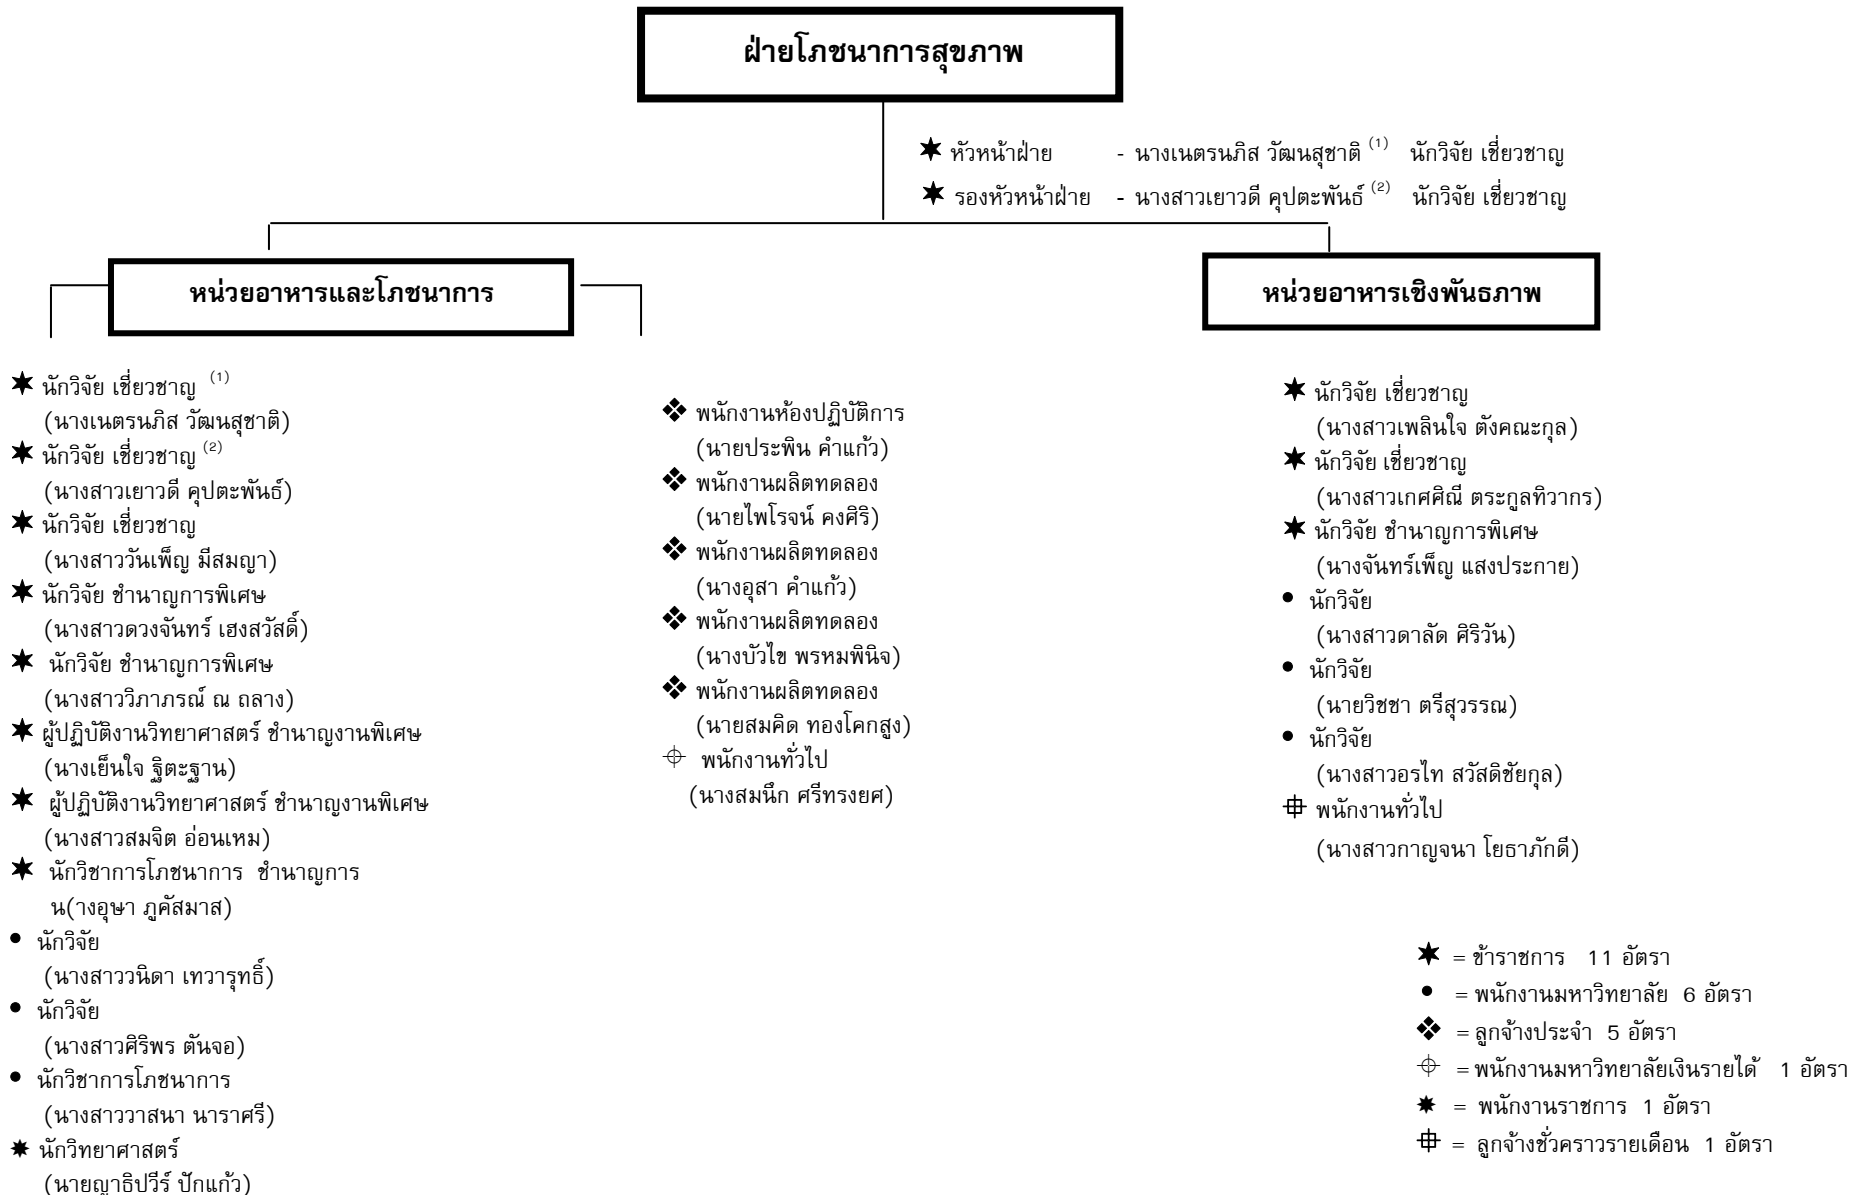 ฝ่ายโภชนาการสุขภาพ
✶ หัวหน้าฝ่าย - นางเนตรนภิส วัฒนสุชาติ (1) นักวิจัย เชี่ยวชาญ
✶ รองหัวหน้าฝ่าย - นางสาวเยาวดี คุปตะพันธ์ (2) นักวิจัย เชี่ยวชาญ
หน่วยอาหารและโภชนาการ
✶ นักวิจัย เชี่ยวชาญ (1)
(นางเนตรนภิส วัฒนสุชาติ)
✶ นักวิจัย เชี่ยวชาญ (2)
(นางสาวเยาวดี คุปตะพันธ์)
✶ นักวิจัย เชี่ยวชาญ
(นางสาววันเพ็ญ มีสมญา)
✶ นักวิจัย ชำนาญการพิเศษ
(นางสาวดวงจันทร์ เฮงสวัสดิ์)
✶ นักวิจัย ชำนาญการพิเศษ
(นางสาววิภาภรณ์ ณ ถลาง)
✶ ผู้ปฏิบัติงานวิทยาศาสตร์ ชำนาญงานพิเศษ
(นางเย็นใจ ฐิตะฐาน)
✶ ผู้ปฏิบัติงานวิทยาศาสตร์ ชำนาญงานพิเศษ
(นางสาวสมจิต อ่อนเหม)
✶ นักวิชาการโภชนาการ ชำนาญการ
น(างอุษา ภูคัสมาส)
• นักวิจัย
(นางสาววนิดา เทวารุทธิ์)
• นักวิจัย
(นางสาวศิริพร ตันจอ)
• นักวิชาการโภชนาการ
(นางสาววาสนา นาราศรี)
✷ นักวิทยาศาสตร์
(นายญาธิปวีร์ ปักแก้ว)
❖ พนักงานห้องปฏิบัติการ
(นายประพิน คำแก้ว)
❖ พนักงานผลิตทดลอง
(นายไพโรจน์ คงศิริ)
❖ พนักงานผลิตทดลอง
(นางอุสา คำแก้ว)
❖ พนักงานผลิตทดลอง
(นางบัวไข พรหมพินิจ)
❖ พนักงานผลิตทดลอง
(นายสมคิด ทองโคกสูง)
⌖ พนักงานทั่วไป
(นางสมนึก ศรีทรงยศ)
หน่วยอาหารเชิงพันธภาพ
✶ นักวิจัย เชี่ยวชาญ
(นางสาวเพลินใจ ตังคณะกุล)
✶ นักวิจัย เชี่ยวชาญ
(นางสาวเกศศิณี ตระกูลทิวากร)
✶ นักวิจัย ชำนาญการพิเศษ
(นางจันทร์เพ็ญ แสงประกาย)
• นักวิจัย
(นางสาวดาลัด ศิริวัน)
• นักวิจัย
(นายวิชชา ตรีสุวรรณ)
• นักวิจัย
(นางสาวอรไท สวัสดิชัยกุล)
⌗ พนักงานทั่วไป
(นางสาวกาญจนา โยธาภักดี)
✶ = ข้าราชการ 11 อัตรา
• = พนักงานมหาวิทยาลัย 6 อัตรา
❖ = ลูกจ้างประจำ 5 อัตรา
⌖ = พนักงานมหาวิทยาลัยเงินรายได้ 1 อัตรา
✷ = พนักงานราชการ 1 อัตรา
⌗ = ลูกจ้างชั่วคราวรายเดือน 1 อัตรา